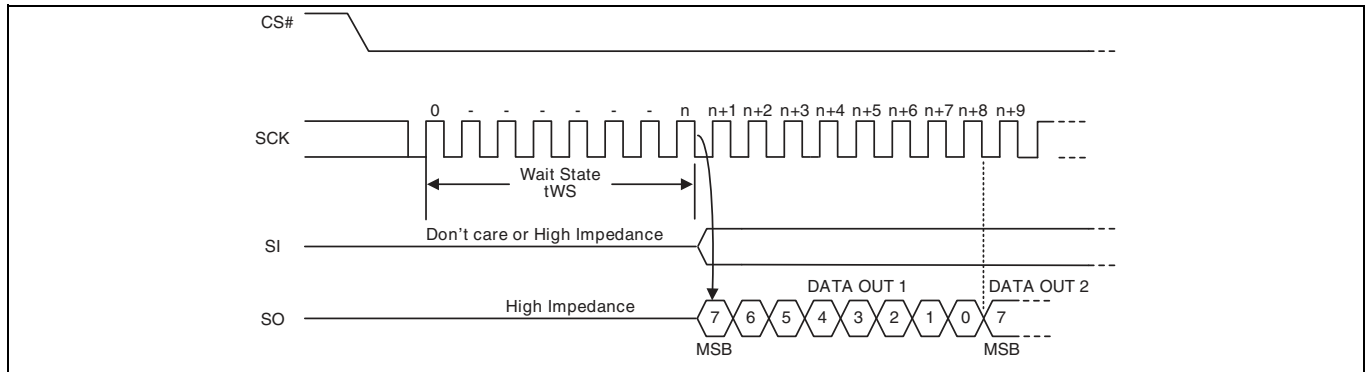 CS#
0 - - - - - - n n+1 n+2 n+3 n+4 n+5 n+6 n+7 n+8 n+9
SCK
Wait State
tWS
Don't care or High Impedance
SI
DATA OUT 1 DATA OUT 2
High Impedance
SO 7 6 5 4 3 2 1 0 7
MSB MSB